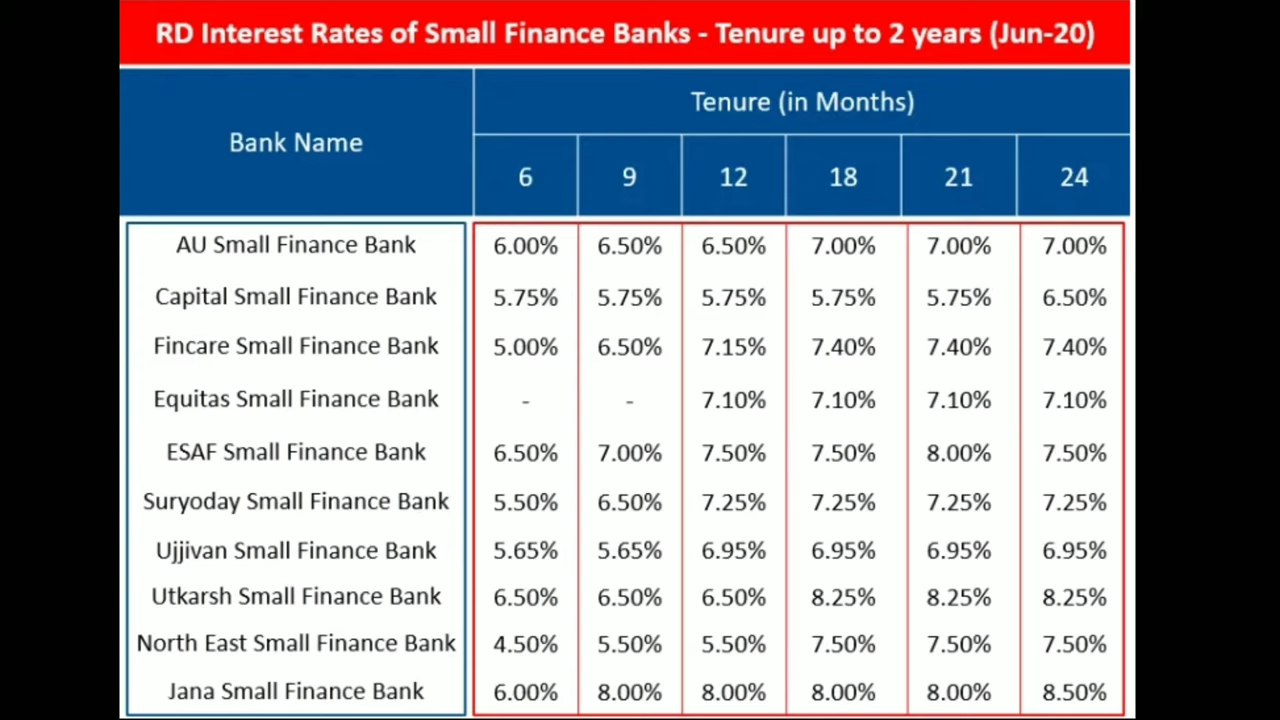 RD Interest Rates of Small Finance Banks - Tenure up to 2 years (Jun-20)
Bank Name
Tenure (in Months)
6 9 12 18 21 24
AU Small Finance Bank 6.00% 6.50% 6.50% 7.00% 7.00% 7.00%
Capital Small Finance Bank 5.75% 5.75% 5.75% 5.75% 5.75% 6.50%
Fincare Small Finance Bank 5.00% 6.50% 7.15% 7.40% 7.40% 7.40%
Equitas Small Finance Bank - - 7.10% 7.10% 7.10% 7.10%
ESAF Small Finance Bank 6.50% 7.00% 7.50% 7.50% 8.00% 7.50%
Suryoday Small Finance Bank 5.50% 6.50% 7.25% 7.25% 7.25% 7.25%
Ujjivan Small Finance Bank 5.65% 5.65% 6.95% 6.95% 6.95% 6.95%
Utkarsh Small Finance Bank 6.50% 6.50% 6.50% 8.25% 8.25% 8.25%
North East Small Finance Bank 4.50% 5.50% 5.50% 7.50% 7.50% 7.50%
Jana Small Finance Bank 6.00% 8.00% 8.00% 8.00% 8.00% 8.50%